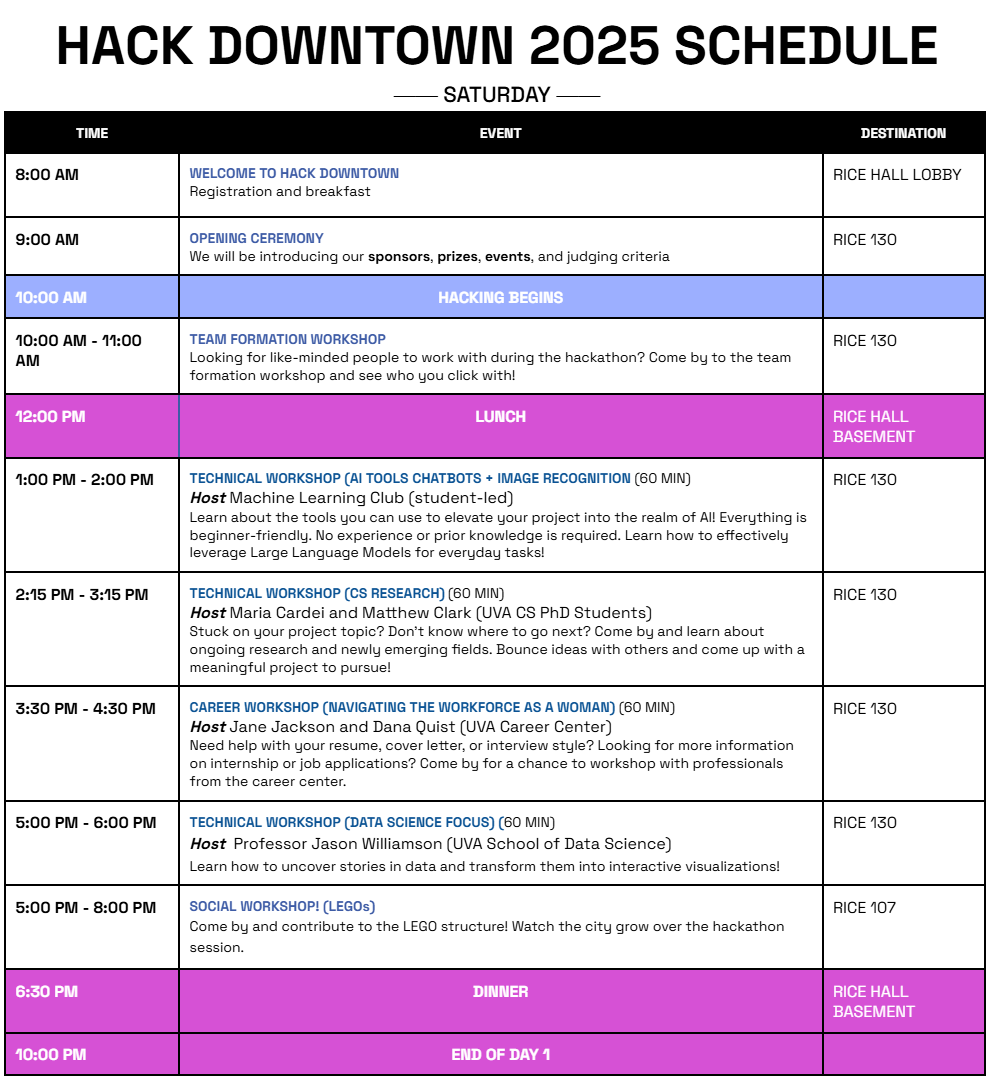 HACK DOWNTOWN 2025 SCHEDULE
SATURDAY
TIME EVENT DESTINATION
8:00 AM WELCOME TO HACK DOWNTOWN RICE HALL LOBBY
Registration and breakfast
9:00 AM OPENING CEREMONY RICE 130
We will be introducing our sponsors, prizes, events, and judging criteria
10:00 AM HACKING BEGINS
10:00 AM - 11:00
AM
TEAM FORMATION WORKSHOP
Looking for like-minded people to work with during the hackathon? Come by to the team
formation workshop and see who you click with!
RICE 130
12:00 PM LUNCH RICE HALL
BASEMENT
1:00 PM - 2:00 PM
TECHNICAL WORKSHOP (AI TOOLS CHATBOTS + IMAGE RECOGNITION (60 MIN)
Host Machine Learning Club (student-led)
Learn about the tools you can use to elevate your project into the realm of AI! Everything is
beginner-friendly. No experience or prior knowledge is required. Learn how to effectively
leverage Large Language Models for everyday tasks!
RICE 130
2:15 PM - 3:15 PM
TECHNICAL WORKSHOP (CS RESEARCH) (60 MIN)
Host Maria Cardei and Matthew Clark (UVA CS PhD Students)
Stuck on your project topic? Don't know where to go next? Come by and learn about
ongoing research and newly emerging fields. Bounce ideas with others and come up with a
meaningful project to pursue!
RICE 130
3:30 PM - 4:30 PM
CAREER WORKSHOP (NAVIGATING THE WORKFORCE AS A WOMAN) (60 MIN)
Host Jane Jackson and Dana Quist (UVA Career Center)
Need help with your resume, cover letter, or interview style? Looking for more information
on internship or job applications? Come by for a chance to workshop with professionals
from the career center.
RICE 130
5:00 PM - 6:00 PM
TECHNICAL WORKSHOP (DATA SCIENCE FOCUS) (60 MIN)
Host Professor Jason Williamson (UVA School of Data Science)
Learn how to uncover stories in data and transform them into interactive visualizations!
RICE 130
5:00 PM - 8:00 PM
SOCIAL WORKSHOP! (LEGOs)
Come by and contribute to the LEGO structure! Watch the city grow over the hackathon
session.
RICE 107
6:30 PM DINNER RICE HALL
BASEMENT
10:00 PM END OF DAY 1